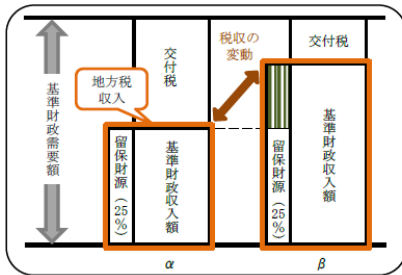 基準財政需要額
地方税
収入
交付税
税収の
変動
交付税
留保財源（25%）
基準財政収入額
留保財源（25%）
基準財政収入額
α
β